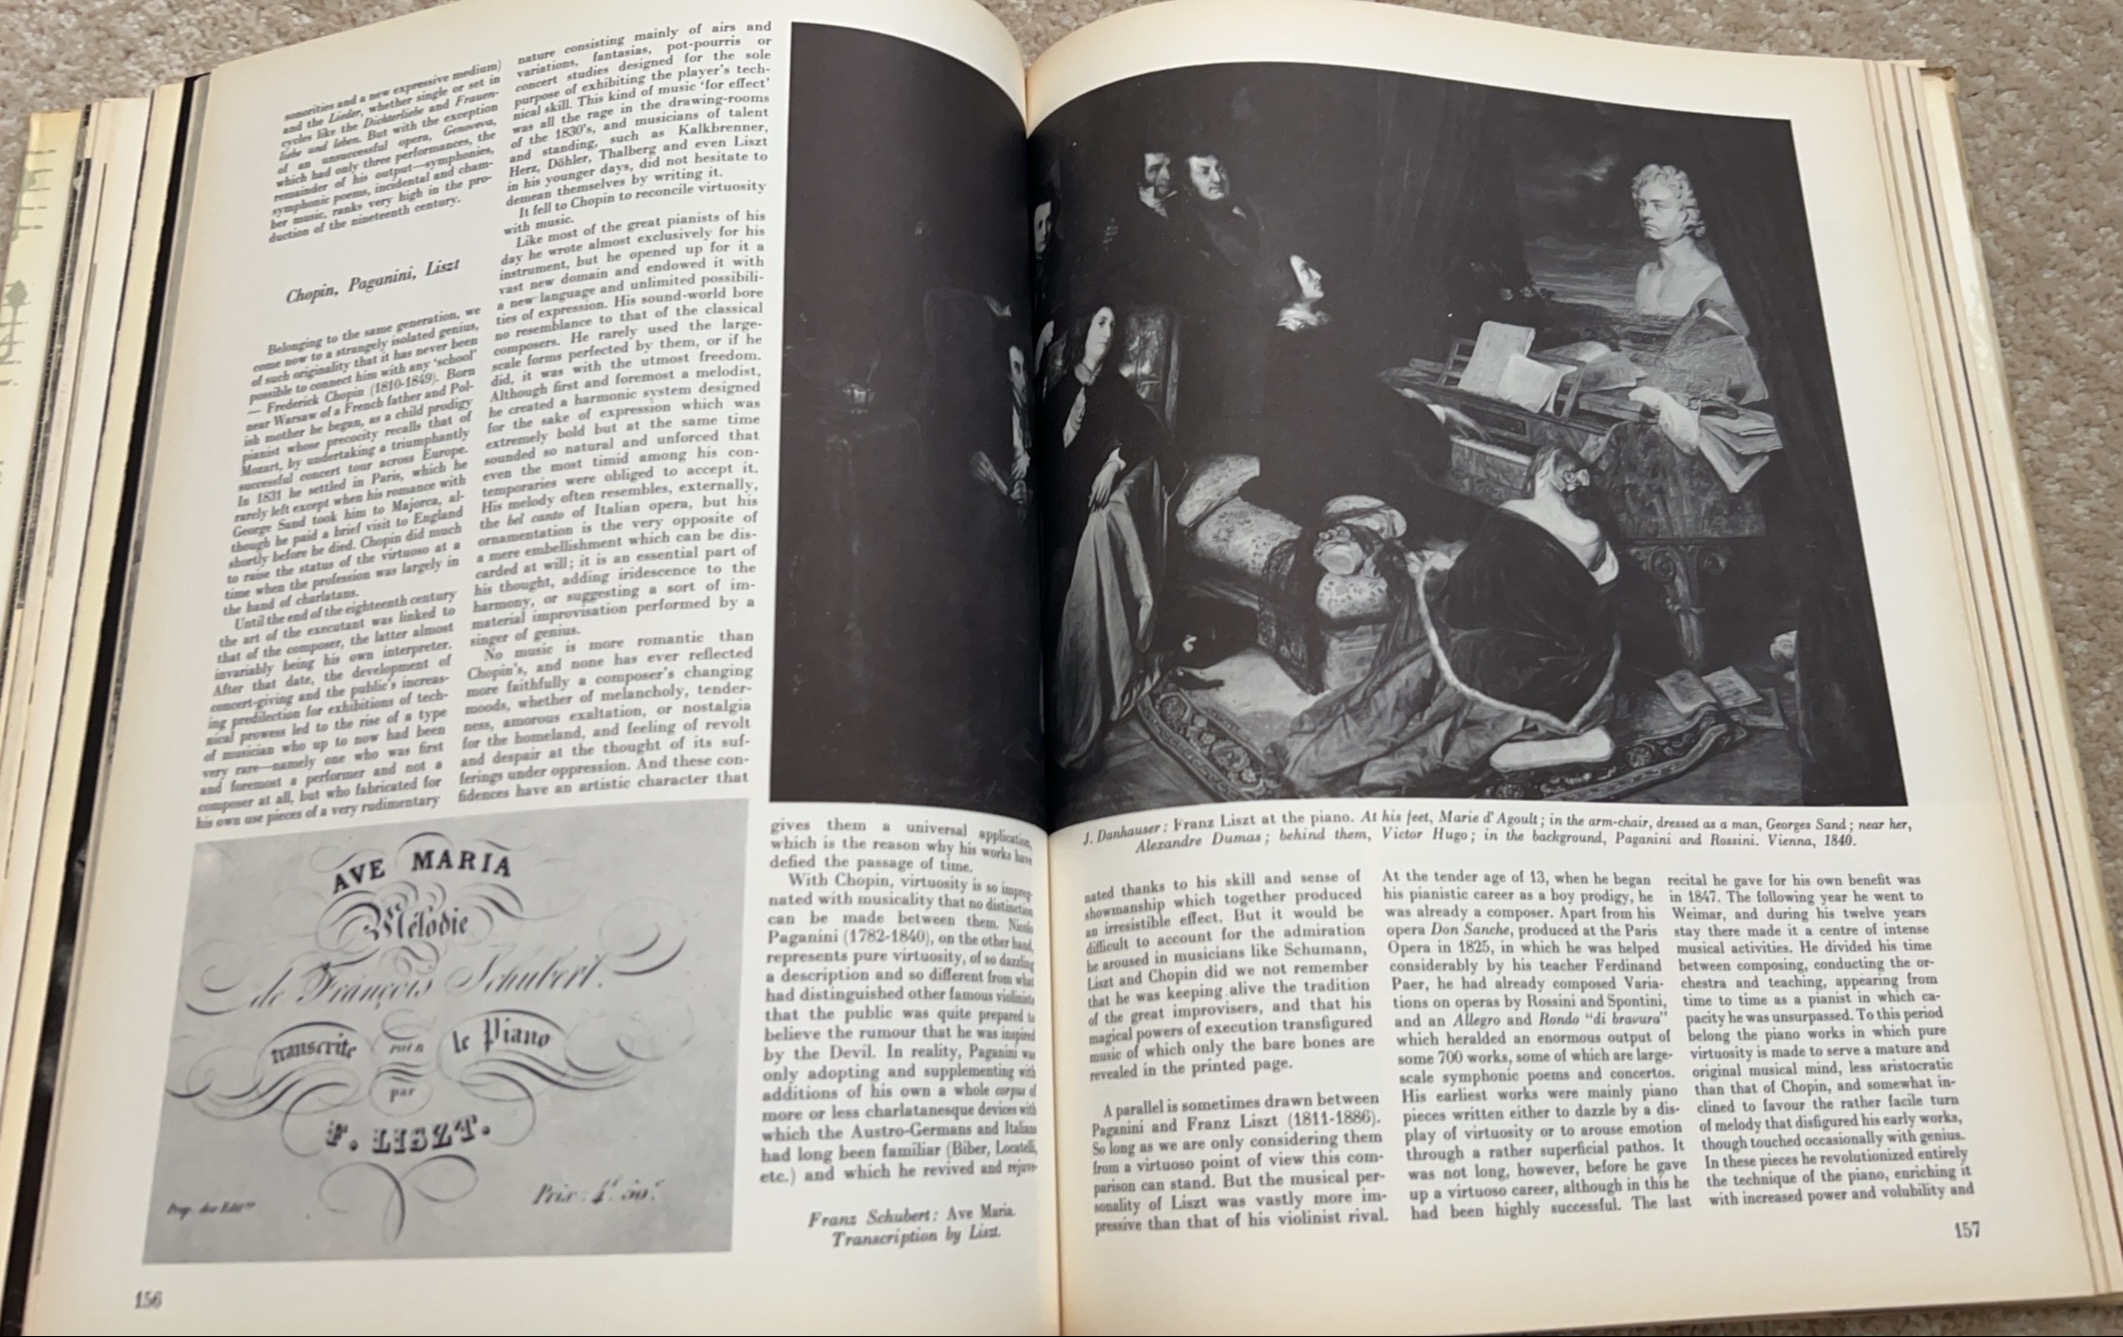 sonorities and a new expressive medium)
and the Lieder, whether single or set in
cycles like the Dichterliebe and Frauen-
liebe und leben. But with the exception
of an unsuccessful opera, Genoveva,
which had only three performances, the
remainder of his output—symphonies,
symphonic poems, incidental and cham-
ber music, ranks very high in the pro-
duction of the nineteenth century.
Chopin, Paganini, Liszt
Belonging to the same generation, we
come now to a strangely isolated genius,
of such originality that it has never been
possible to connect him with any 'school'
— Frederick Chopin (1810-1849). Born
near Warsaw of a French father and Pol-
ish mother he began, as a child prodigy
pianist whose precocity recalls that of
Mozart, by undertaking a triumphantly
successful concert tour across Europe.
In 1831 he settled in Paris, which he
rarely left except when his romance with
George Sand took him to Majorca, al-
though he paid a brief visit to England
shortly before he died. Chopin did much
to raise the status of the virtuoso at a
time when the profession was largely in
the hand of charlatans.
Until the end of the eighteenth century
the art of the executant was linked to
that of the composer, the latter almost
invariably being his own interpreter.
After that date, the development of
concert-giving and the public's increas-
ing predilection for exhibitions of tech-
nical prowess led to the rise of a type
of musician who up to now had been
very rare—namely one who was first
and foremost a performer and not a
composer at all, but who fabricated for
his own use pieces of a very rudimentary
nature consisting mainly of airs and
variations, fantasias, pot-pourris or
concert studies designed for the sole
purpose of exhibiting the player's tech-
nical skill. This kind of music 'for effect'
was all the rage in the drawing-rooms
of the 1830's, and musicians of talent
and standing, such as Kalkbrenner,
Herz, Döhler, Thalberg and even Liszt
in his younger days, did not hesitate to
demean themselves by writing it.
It fell to Chopin to reconcile virtuosity
with music.
Like most of the great pianists of his
day he wrote almost exclusively for his
instrument, but he opened up for it a
vast new domain and endowed it with
a new language and unlimited possibili-
ties of expression. His sound-world bore
no resemblance to that of the classical
composers. He rarely used the large-
scale forms perfected by them, or if he
did, it was with the utmost freedom.
Although first and foremost a melodist,
he created a harmonic system designed
for the sake of expression which was
extremely bold but at the same time
sounded so natural and unforced that
even the most timid among his con-
temporaries were obliged to accept it.
His melody often resembles, externally,
the bel canto of Italian opera, but his
ornamentation is the very opposite of
a mere embellishment which can be dis-
carded at will; it is an essential part of
his thought, adding iridescence to the
harmony, or suggesting a sort of im-
material improvisation performed by a
singer of genius.
No music is more romantic than
Chopin's, and none has ever reflected
more faithfully a composer's changing
moods, whether of melancholy, tender-
ness, amorous exaltation, or nostalgia
for the homeland, and feeling of revolt
and despair at the thought of its suf-
ferings under oppression. And these con-
fidences have an artistic character that
AVE MARIA
Mélodie
de François Schubert.
transcrite pour le Piano
par
F. LISZT.
Prix: 1f. 50c
gives them a universal application,
which is the reason why his works have
defied the passage of time.
With Chopin, virtuosity is so impreg-
nated with musicality that no distinction
can be made between them. Nicolo
Paganini (1782-1840), on the other hand,
represents pure virtuosity, of so dazzling
a description and so different from what
had distinguished other famous violinists
that the public was quite prepared to
believe the rumour that he was inspired
by the Devil. In reality, Paganini was
only adopting and supplementing with
additions of his own a whole corpus of
more or less charlatanesque devices with
which the Austro-Germans and Italians
had long been familiar (Biber, Locatelli,
etc.) and which he revived and rejuve-
Franz Schubert: Ave Maria.
Transcription by Liszt.
156
J. Danhauser: Franz Liszt at the piano. At his feet, Marie d'Agoult; in the arm-chair, dressed as a man, Georges Sand; near her,
Alexandre Dumas; behind them, Victor Hugo; in the background, Paganini and Rossini. Vienna, 1840.
nated thanks to his skill and sense of
showmanship which together produced
an irresistible effect. But it would be
difficult to account for the admiration
he aroused in musicians like Schumann,
Liszt and Chopin did we not remember
that he was keeping alive the tradition
of the great improvisers, and that his
magical powers of execution transfigured
music of which only the bare bones are
revealed in the printed page.
A parallel is sometimes drawn between
Paganini and Franz Liszt (1811-1886).
So long as we are only considering them
from a virtuoso point of view this com-
parison can stand. But the musical per-
sonality of Liszt was vastly more im-
pressive than that of his violinist rival.
At the tender age of 13, when he began
his pianistic career as a boy prodigy, he
was already a composer. Apart from his
opera Don Sanche, produced at the Paris
Opera in 1825, in which he was helped
considerably by his teacher Ferdinand
Paer, he had already composed Varia-
tions on operas by Rossini and Spontini,
and an Allegro and Rondo "di bravura"
which heralded an enormous output of
some 700 works, some of which are large-
scale symphonic poems and concertos.
His earliest works were mainly piano
pieces written either to dazzle by a dis-
play of virtuosity or to arouse emotion
through a rather superficial pathos. It
was not long, however, before he gave
up a virtuoso career, although in this he
had been highly successful. The last
recital he gave for his own benefit was
in 1847. The following year he went to
Weimar, and during his twelve years
stay there made it a centre of intense
musical activities. He divided his time
between composing, conducting the or-
chestra and teaching, appearing from
time to time as a pianist in which ca-
pacity he was unsurpassed. To this period
belong the piano works in which pure
virtuosity is made to serve a mature and
original musical mind, less aristocratic
than that of Chopin, and somewhat in-
clined to favour the rather facile turn
of melody that disfigured his early works,
though touched occasionally with genius.
In these pieces he revolutionized entirely
the technique of the piano, enriching it
with increased power and volubility and
157